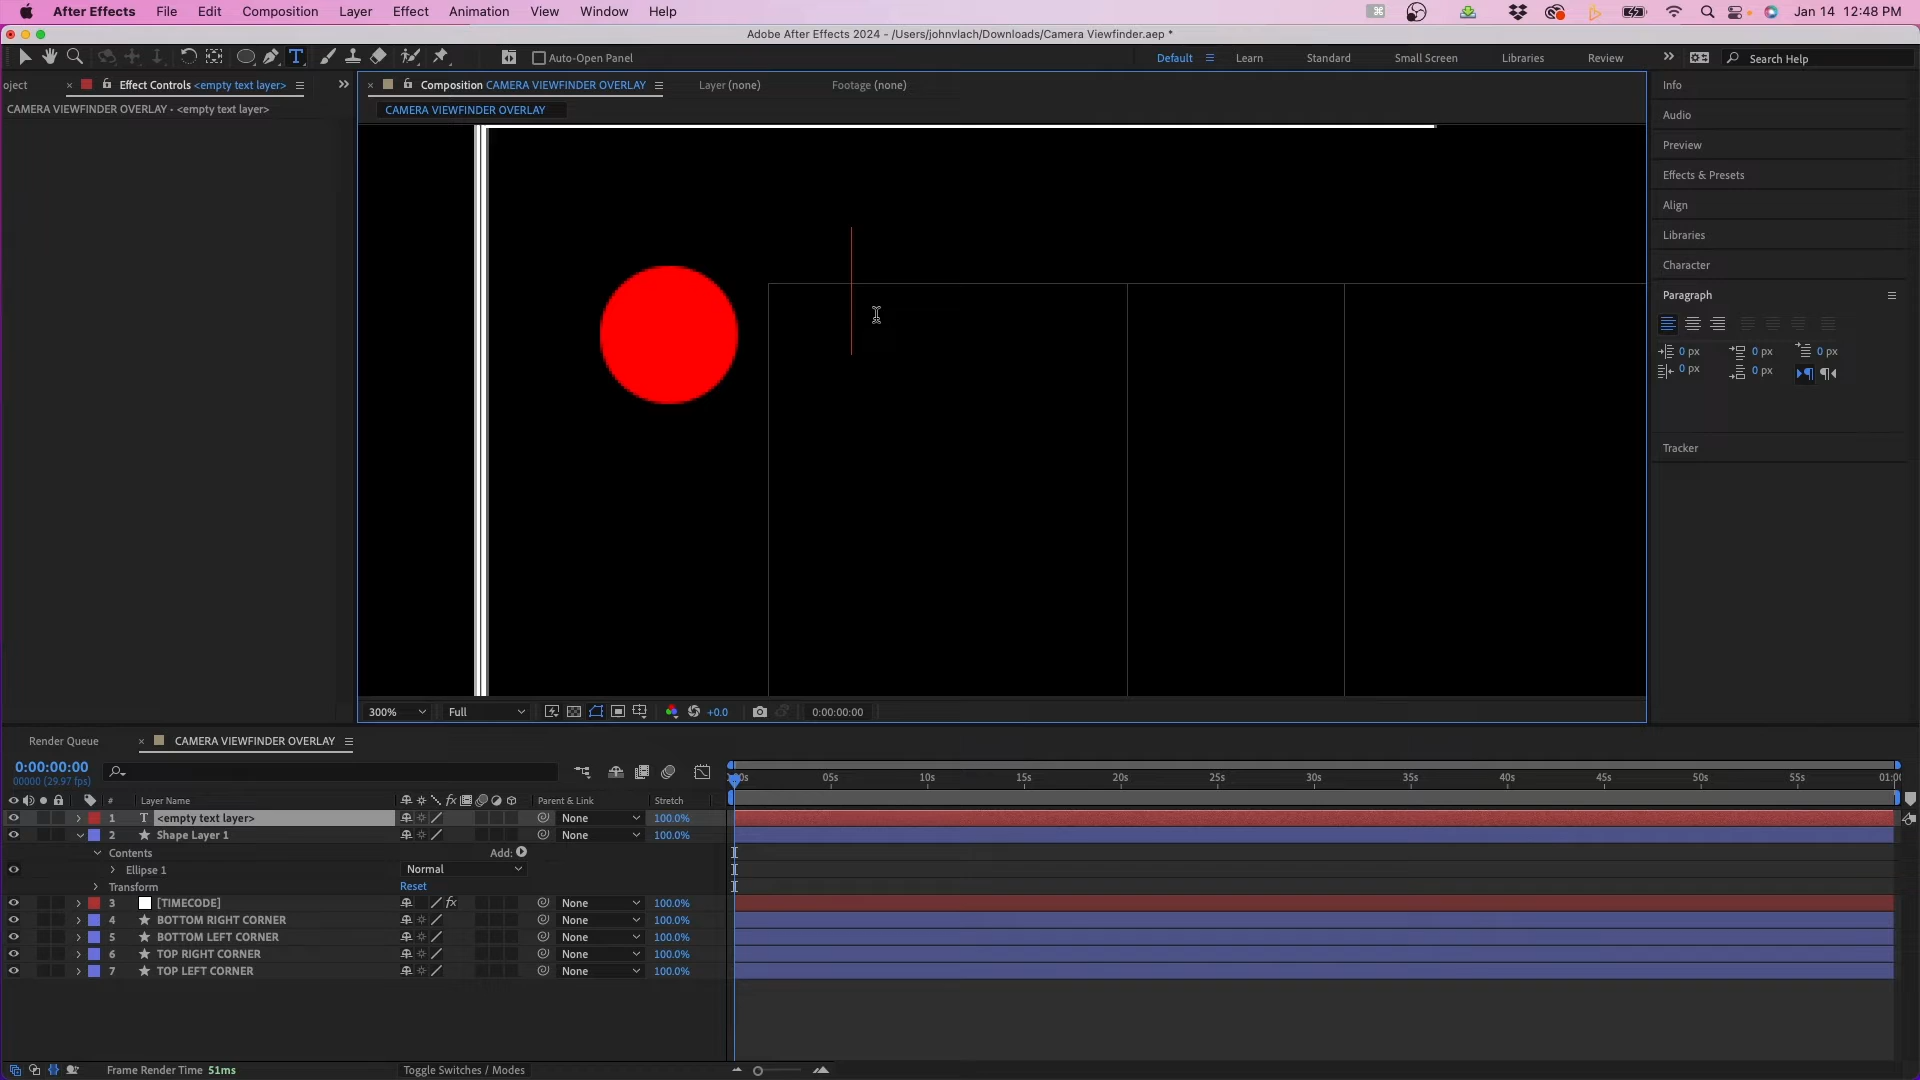 After Effects File Edit Composition Layer Effect Animation View Window Help Jan 14 12:48 PM
Adobe After Effects 2024 - /Users/johnvlach/Downloads/Camera Viewfinder.aep *
Auto-Open Panel Default Learn Standard Small Screen Libraries Review Search Help
oject × Effect Controls <empty text layer> × Composition CAMERA VIEWFINDER OVERLAY Layer (none) Footage (none) Info
CAMERA VIEWFINDER OVERLAY • <empty text layer> CAMERA VIEWFINDER OVERLAY
Audio
Preview
Effects & Presets
Align
Libraries
Character
Paragraph
0 px 0 px 0 px
0 px 0 px
Tracker
300% Full +0.0 0:00:00:00
Render Queue × CAMERA VIEWFINDER OVERLAY
0:00:00:00
00000 (29.97 fps)
:00s 05s 10s 15s 20s 25s 30s 35s 40s 45s 50s 55s 01:0
# Layer Name fx Parent & Link Stretch
1 T <empty text layer> None 100.0%
2 Shape Layer 1 None 100.0%
Contents Add:
Ellipse 1 Normal
Transform Reset
3 [TIMECODE] fx None 100.0%
4 BOTTOM RIGHT CORNER None 100.0%
5 BOTTOM LEFT CORNER None 100.0%
6 TOP RIGHT CORNER None 100.0%
7 TOP LEFT CORNER None 100.0%
Frame Render Time 51ms Toggle Switches / Modes